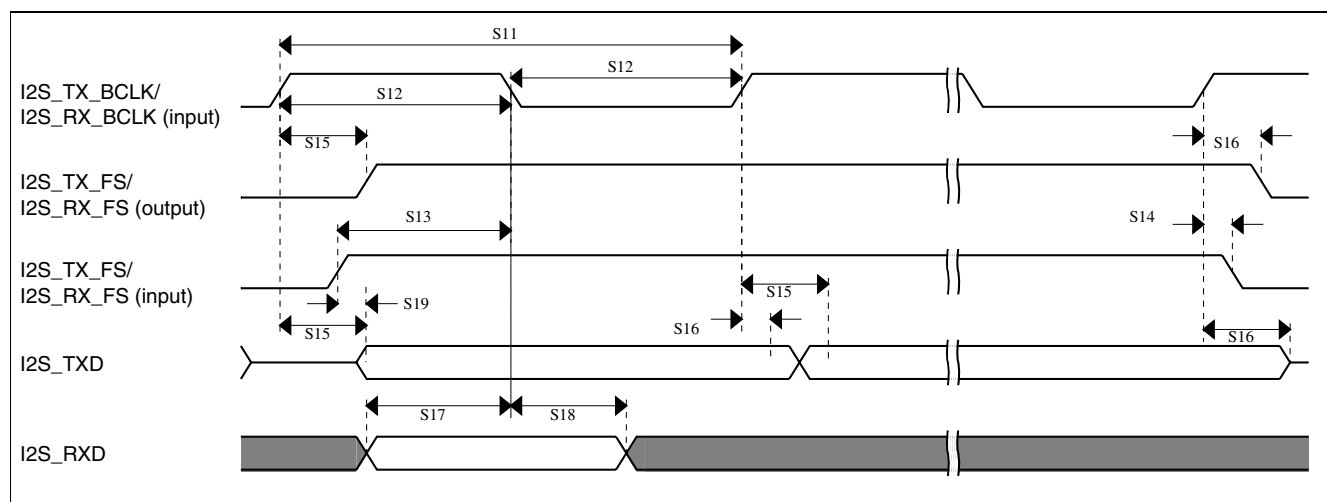 S11
I2S_TX_BCLK/
I2S_RX_BCLK (input)
S12
S12
S15
S16
I2S_TX_FS/
I2S_RX_FS (output)
S13
S14
I2S_TX_FS/
I2S_RX_FS (input)
S19
S15
S15
S16
S16
I2S_TXD
S17
S18
I2S_RXD